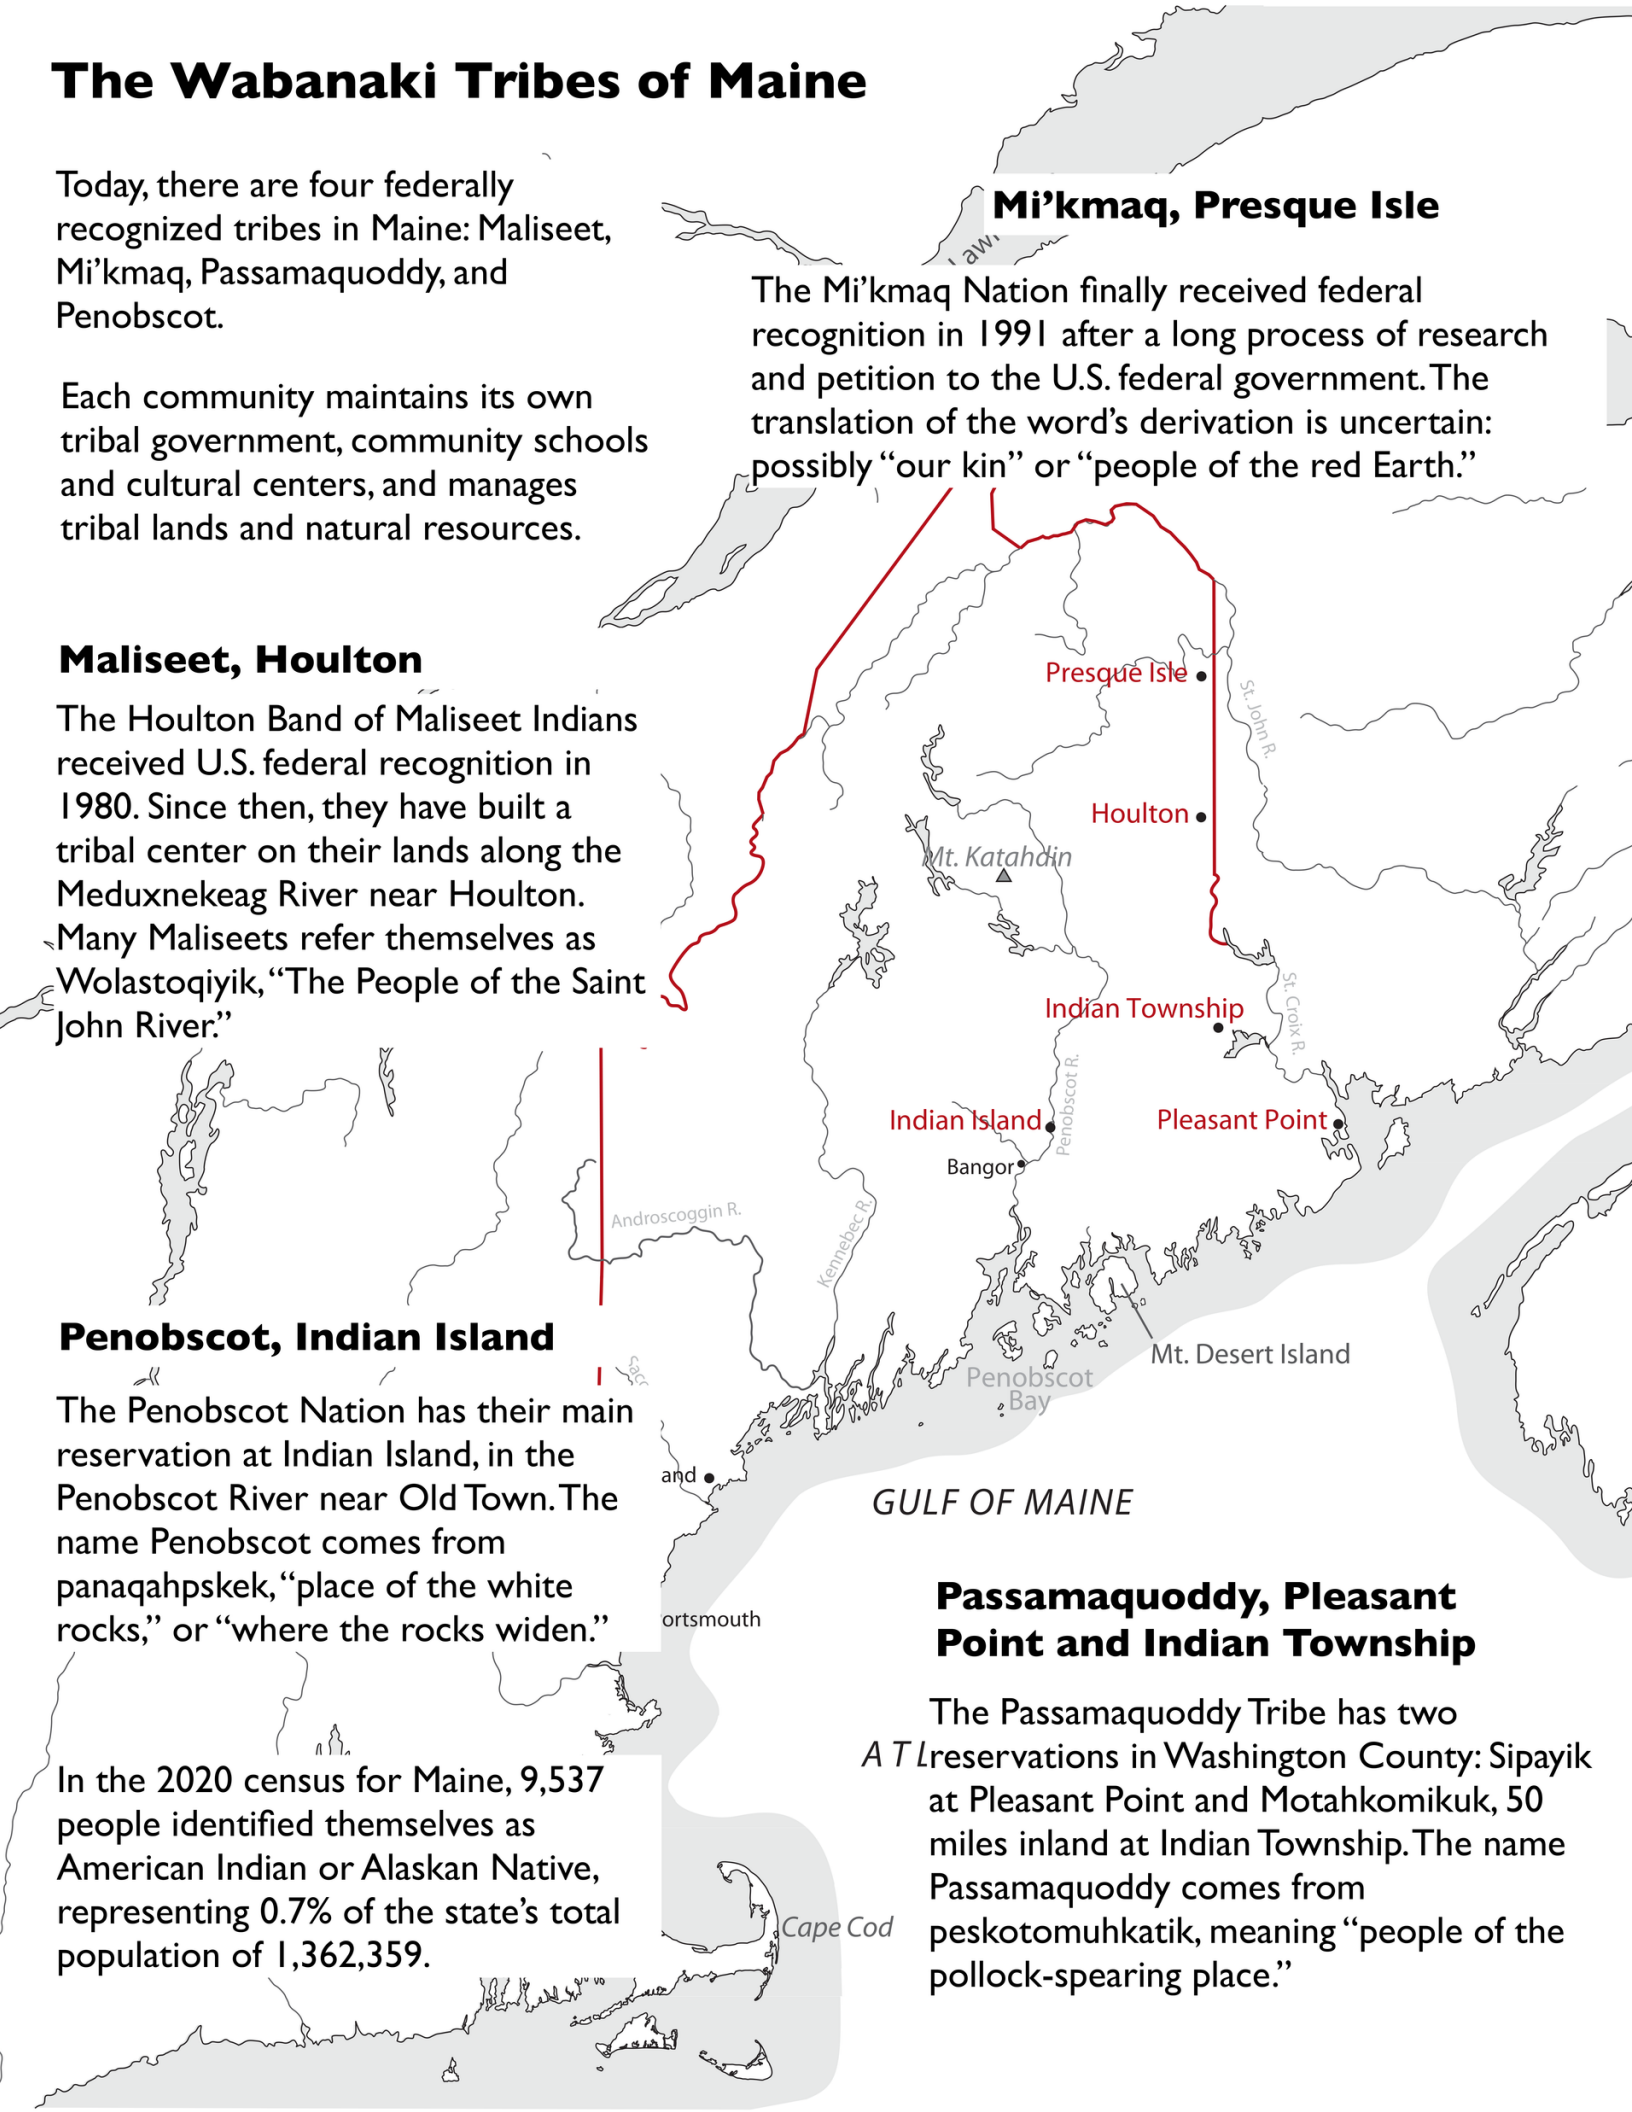 The Wabanaki Tribes of Maine
Today, there are four federally
recognized tribes in Maine: Maliseet,
Mi’kmaq, Passamaquoddy, and
Penobscot.
Each community maintains its own
tribal government, community schools
and cultural centers, and manages
tribal lands and natural resources.
Mi’kmaq, Presque Isle
Law
The Mi’kmaq Nation finally received federal
recognition in 1991 after a long process of research
and petition to the U.S. federal government. The
translation of the word’s derivation is uncertain:
possibly “our kin” or “people of the red Earth.”
Maliseet, Houlton
The Houlton Band of Maliseet Indians
received U.S. federal recognition in
1980. Since then, they have built a
tribal center on their lands along the
Meduxnekeag River near Houlton.
Many Maliseets refer themselves as
Wolastoqiyik, “The People of the Saint
John River.”
Presque Isle
St. John R.
Houlton
Mt. Katahdin
Indian Township
St. Croix R.
Penobscot R.
Indian Island
Pleasant Point
Bangor
Androscoggin R.
Kennebec R.
Mt. Desert Island
Penobscot
Bay
Saco
and
GULF OF MAINE
ortsmouth
Penobscot, Indian Island
The Penobscot Nation has their main
reservation at Indian Island, in the
Penobscot River near Old Town. The
name Penobscot comes from
panaqahpskek, “place of the white
rocks,” or “where the rocks widen.”
In the 2020 census for Maine, 9,537
people identified themselves as
American Indian or Alaskan Native,
representing 0.7% of the state’s total
population of 1,362,359.
Cape Cod
Passamaquoddy, Pleasant
Point and Indian Township
ATL
The Passamaquoddy Tribe has two
reservations in Washington County: Sipayik
at Pleasant Point and Motahkomikuk, 50
miles inland at Indian Township. The name
Passamaquoddy comes from
peskotomuhkatik, meaning “people of the
pollock-spearing place.”